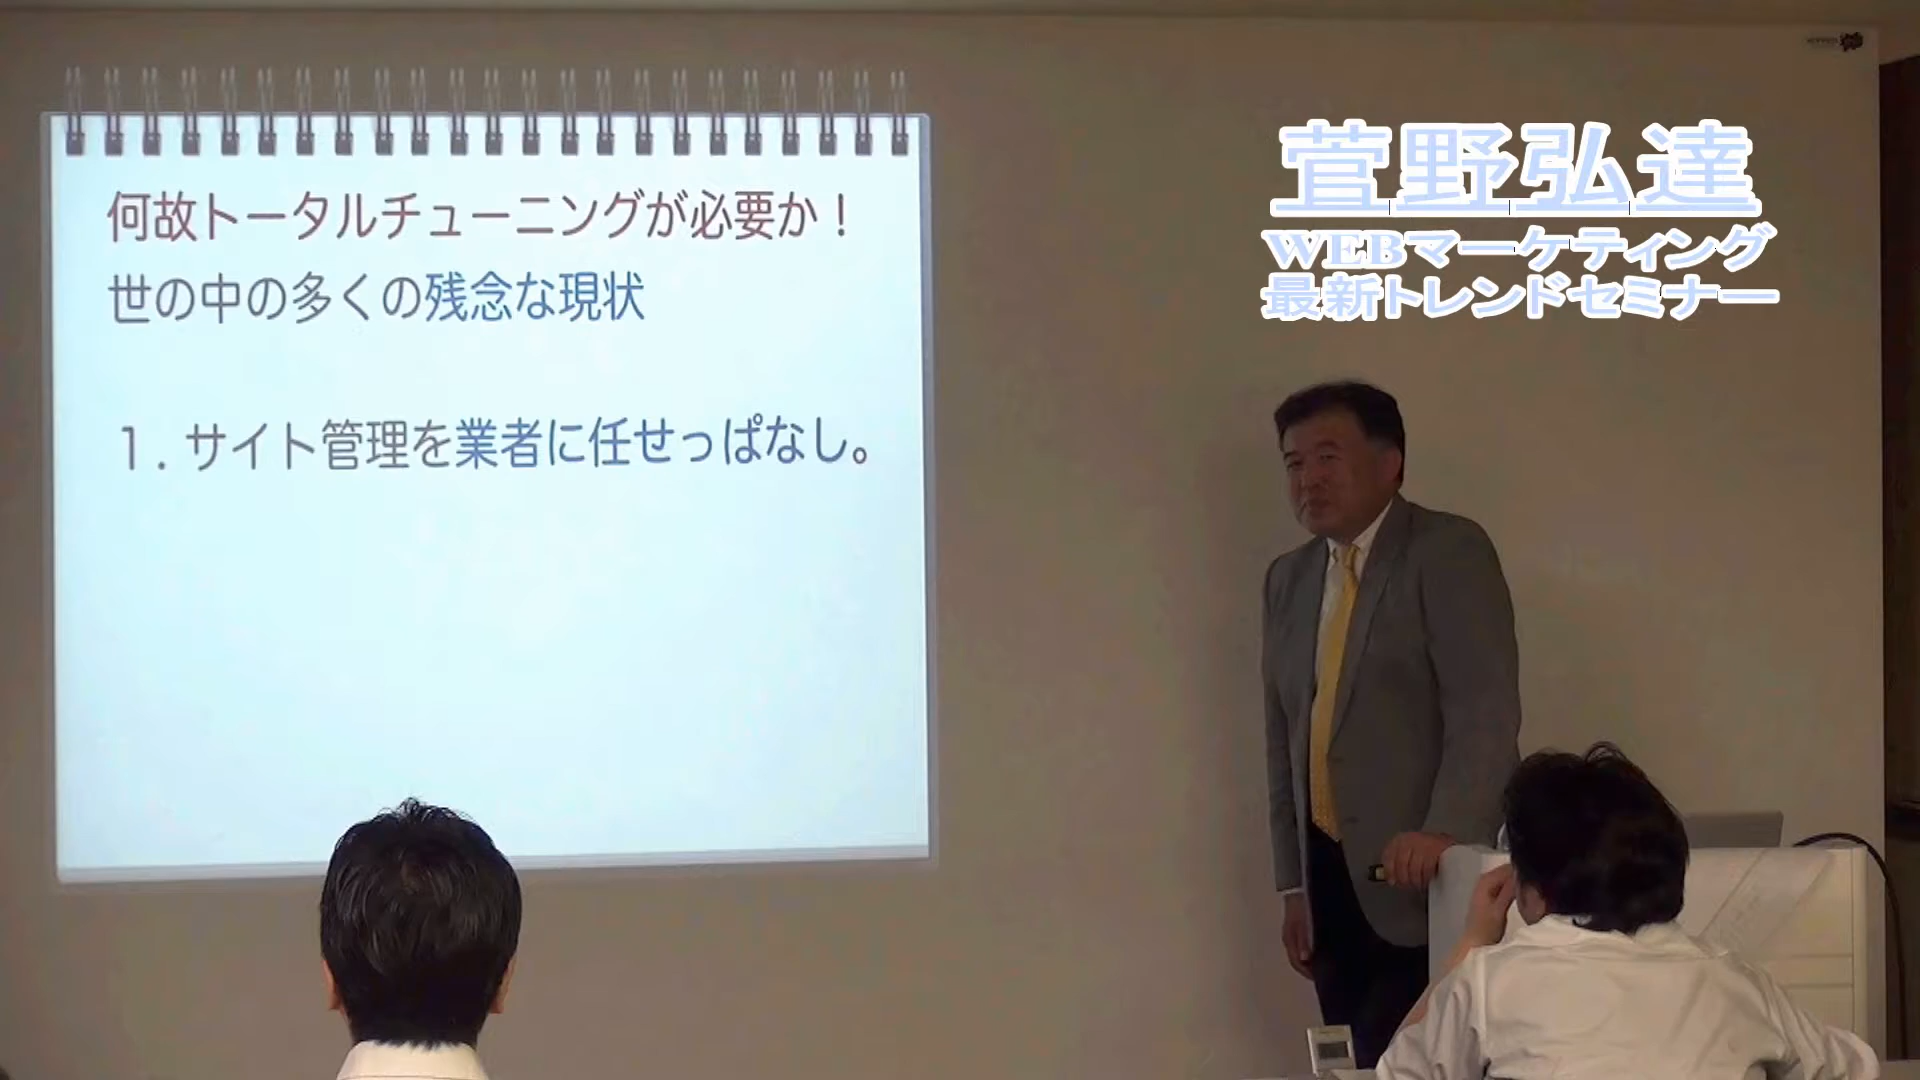 何故トータルチューニングが必要か！
世の中の多くの残念な現状
1. サイト管理を業者に任せっぱなし。
菅野弘達
WEBマーケティング
最新トレンドセミナー